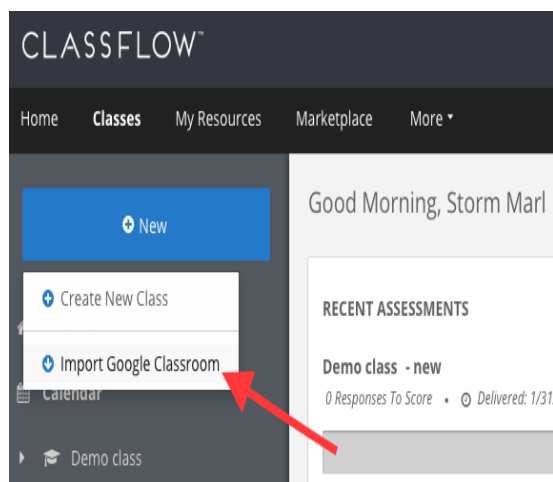 CLASSFLOW™
Home Classes My Resources Marketplace More
New
Good Morning, Storm Marl
Create New Class
Import Google Classroom
Calendar
Demo class
RECENT ASSESSMENTS
Demo class - new
0 Responses To Score • Delivered: 1/31